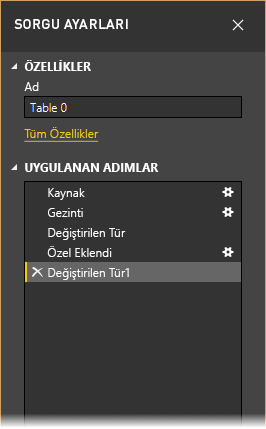 SORGU AYARLARI
ÖZELLİKLER
Ad
Table 0
Tüm Özellikler
UYGULANAN ADIMLAR
Kaynak
Gezinti
Değiştirilen Tür
Özel Eklendi
Değiştirilen Tür1